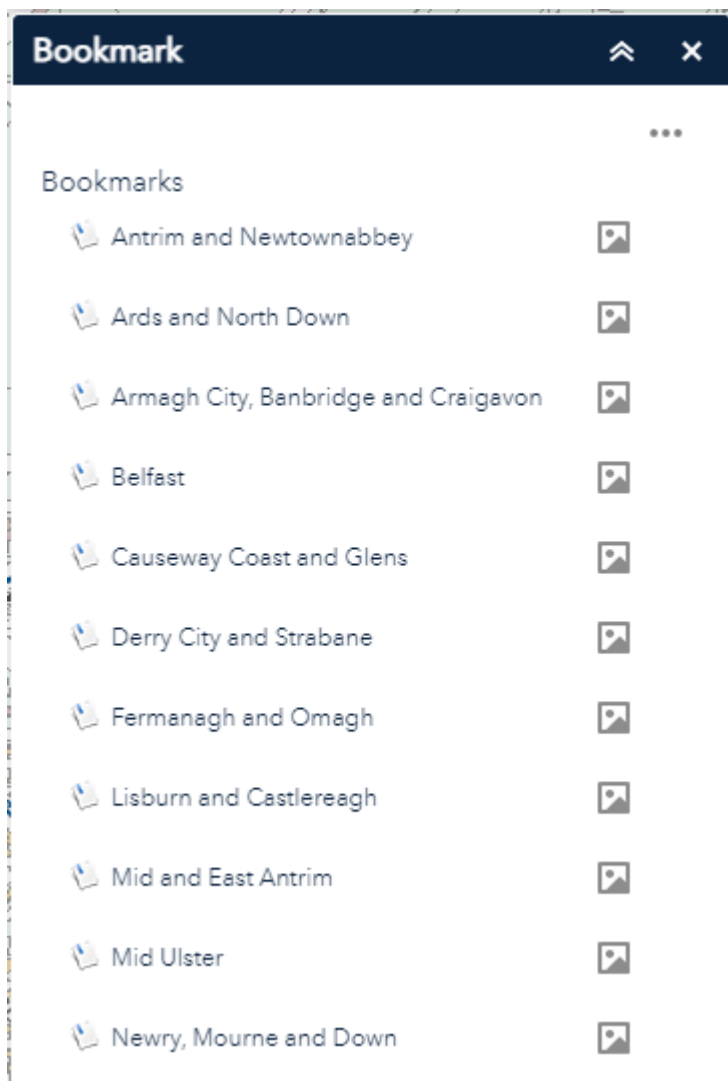 Bookmark
Bookmarks
Antrim and Newtownabbey
Ards and North Down
Armagh City, Banbridge and Craigavon
Belfast
Causeway Coast and Glens
Derry City and Strabane
Fermanagh and Omagh
Lisburn and Castlereagh
Mid and East Antrim
Mid Ulster
Newry, Mourne and Down